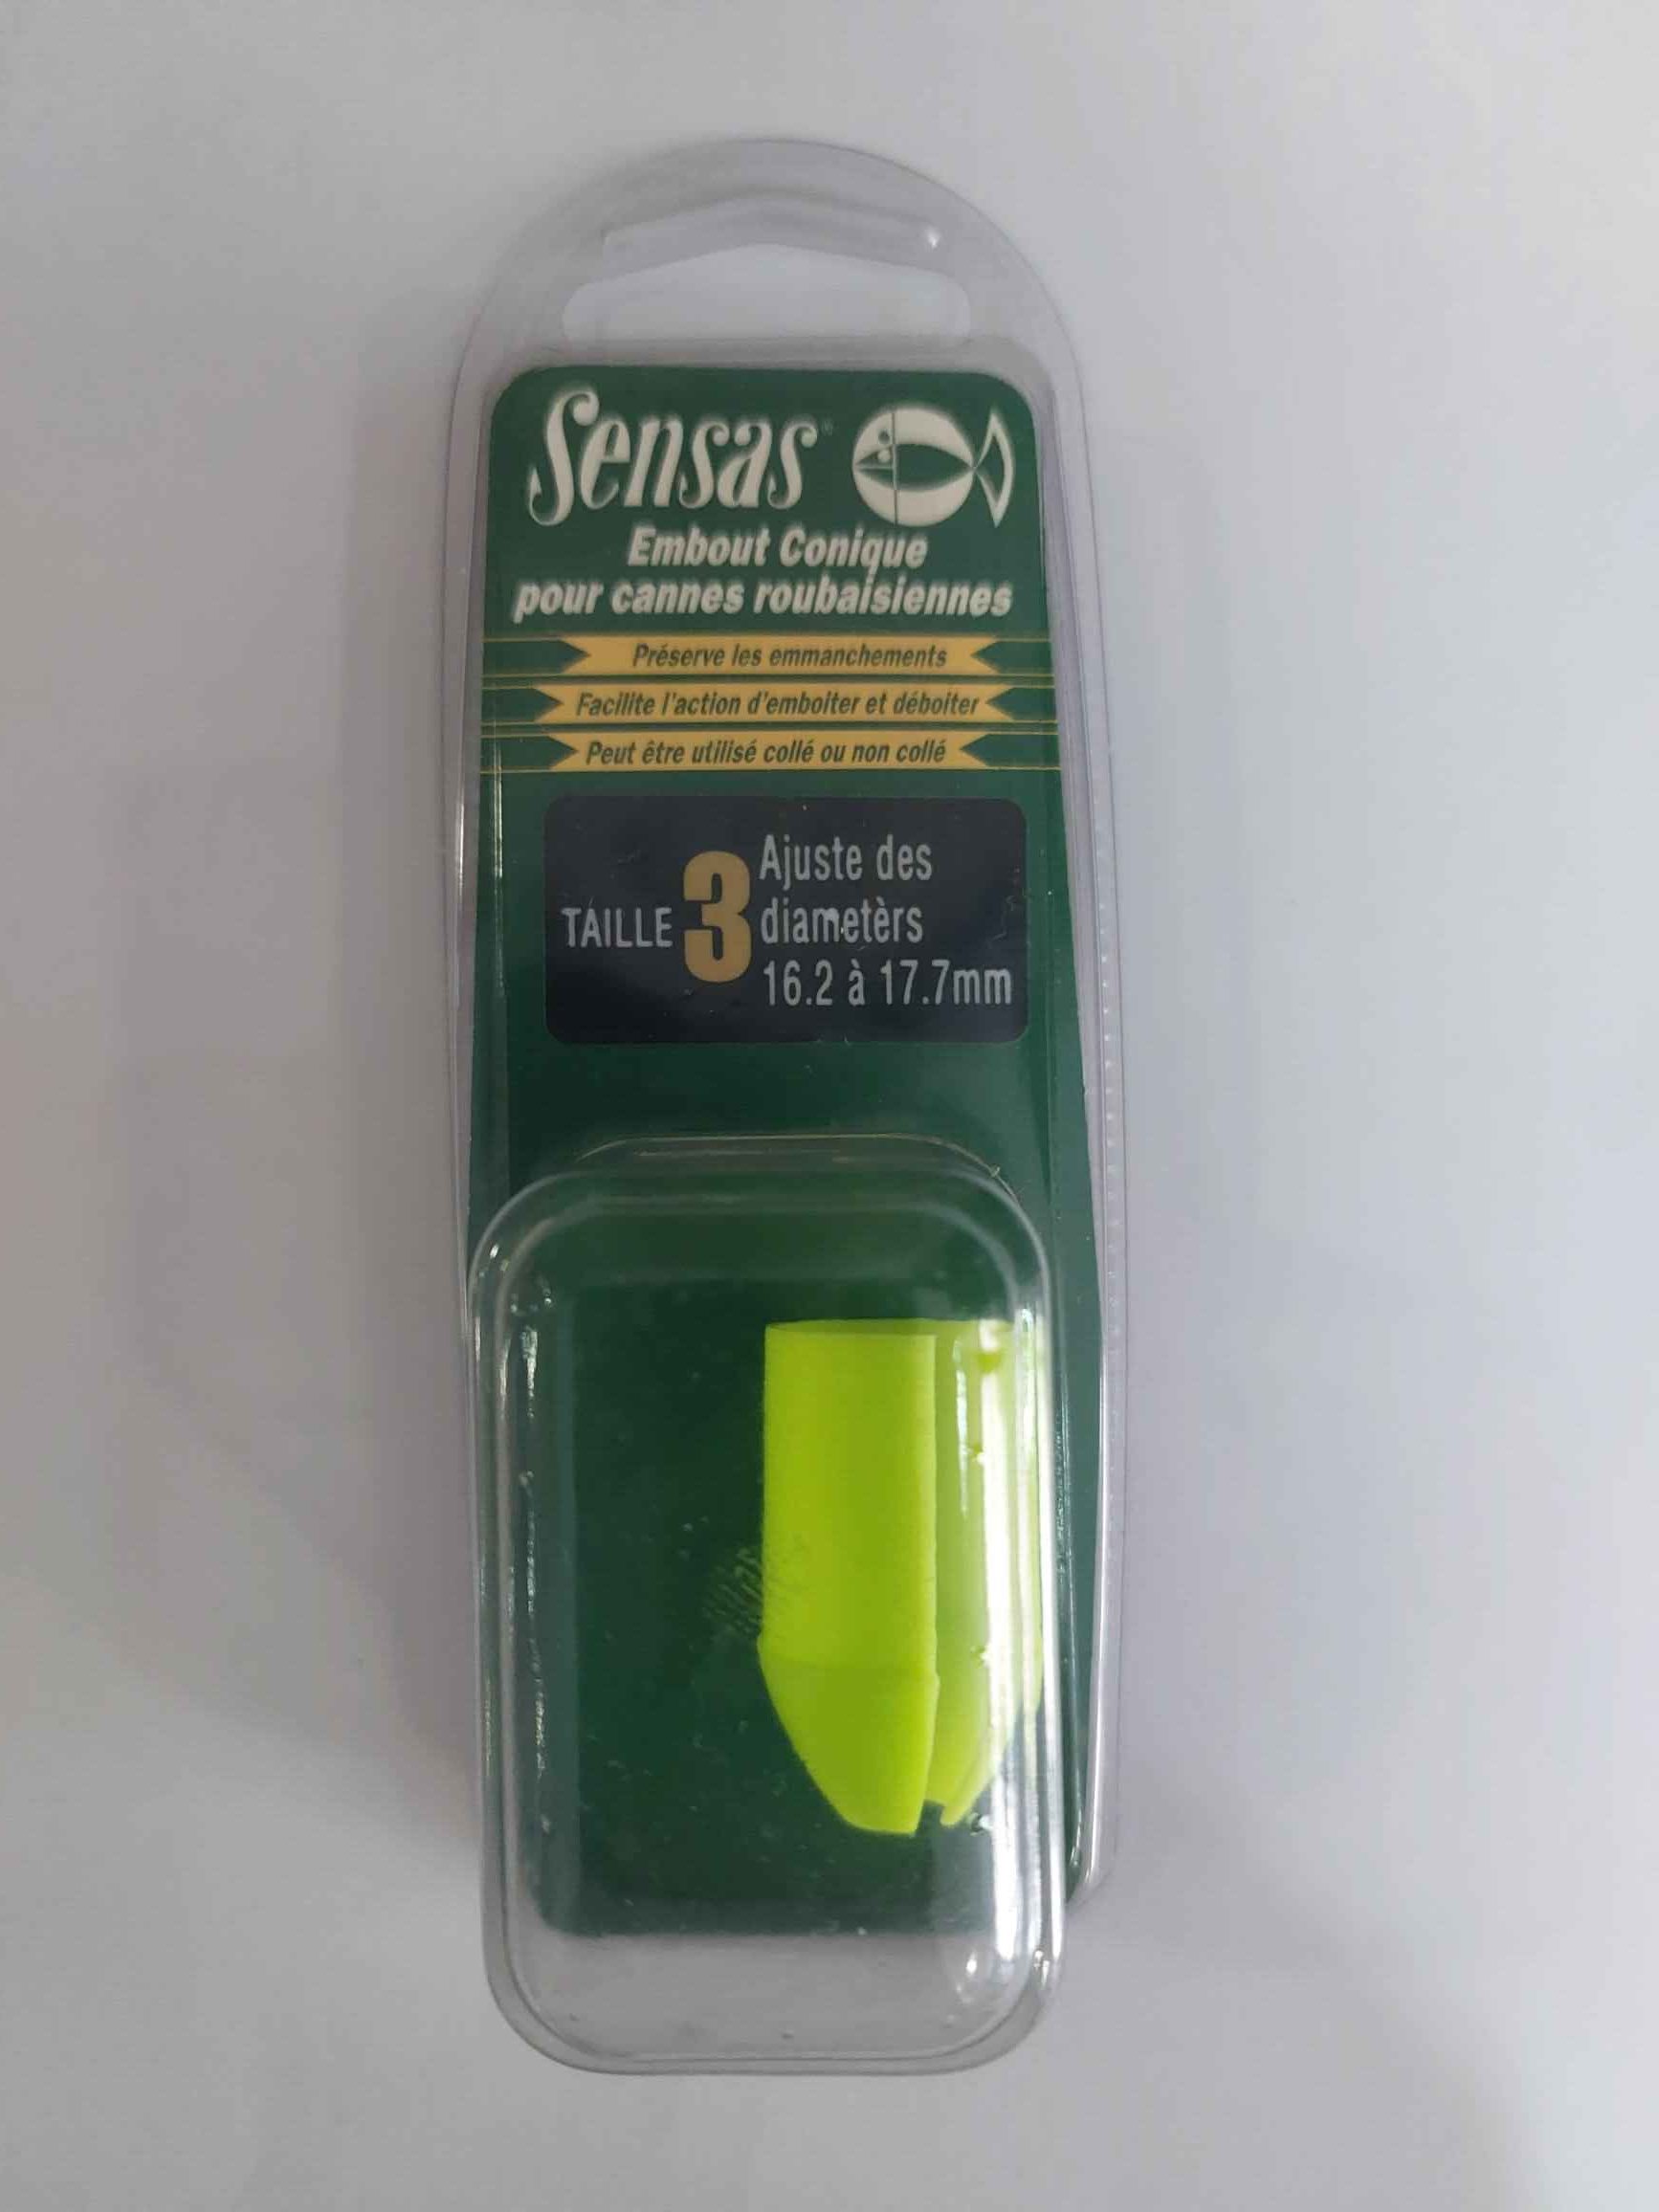 Sensas®
Embout Conique
pour cannes roubaisiennes
Préserve les emmanchements
Facilite l'action d'emboiter et déboiter
Peut être utilisé collé ou non collé
TAILLE 3
Ajuste des
diametèrs
16.2 à 17.7mm